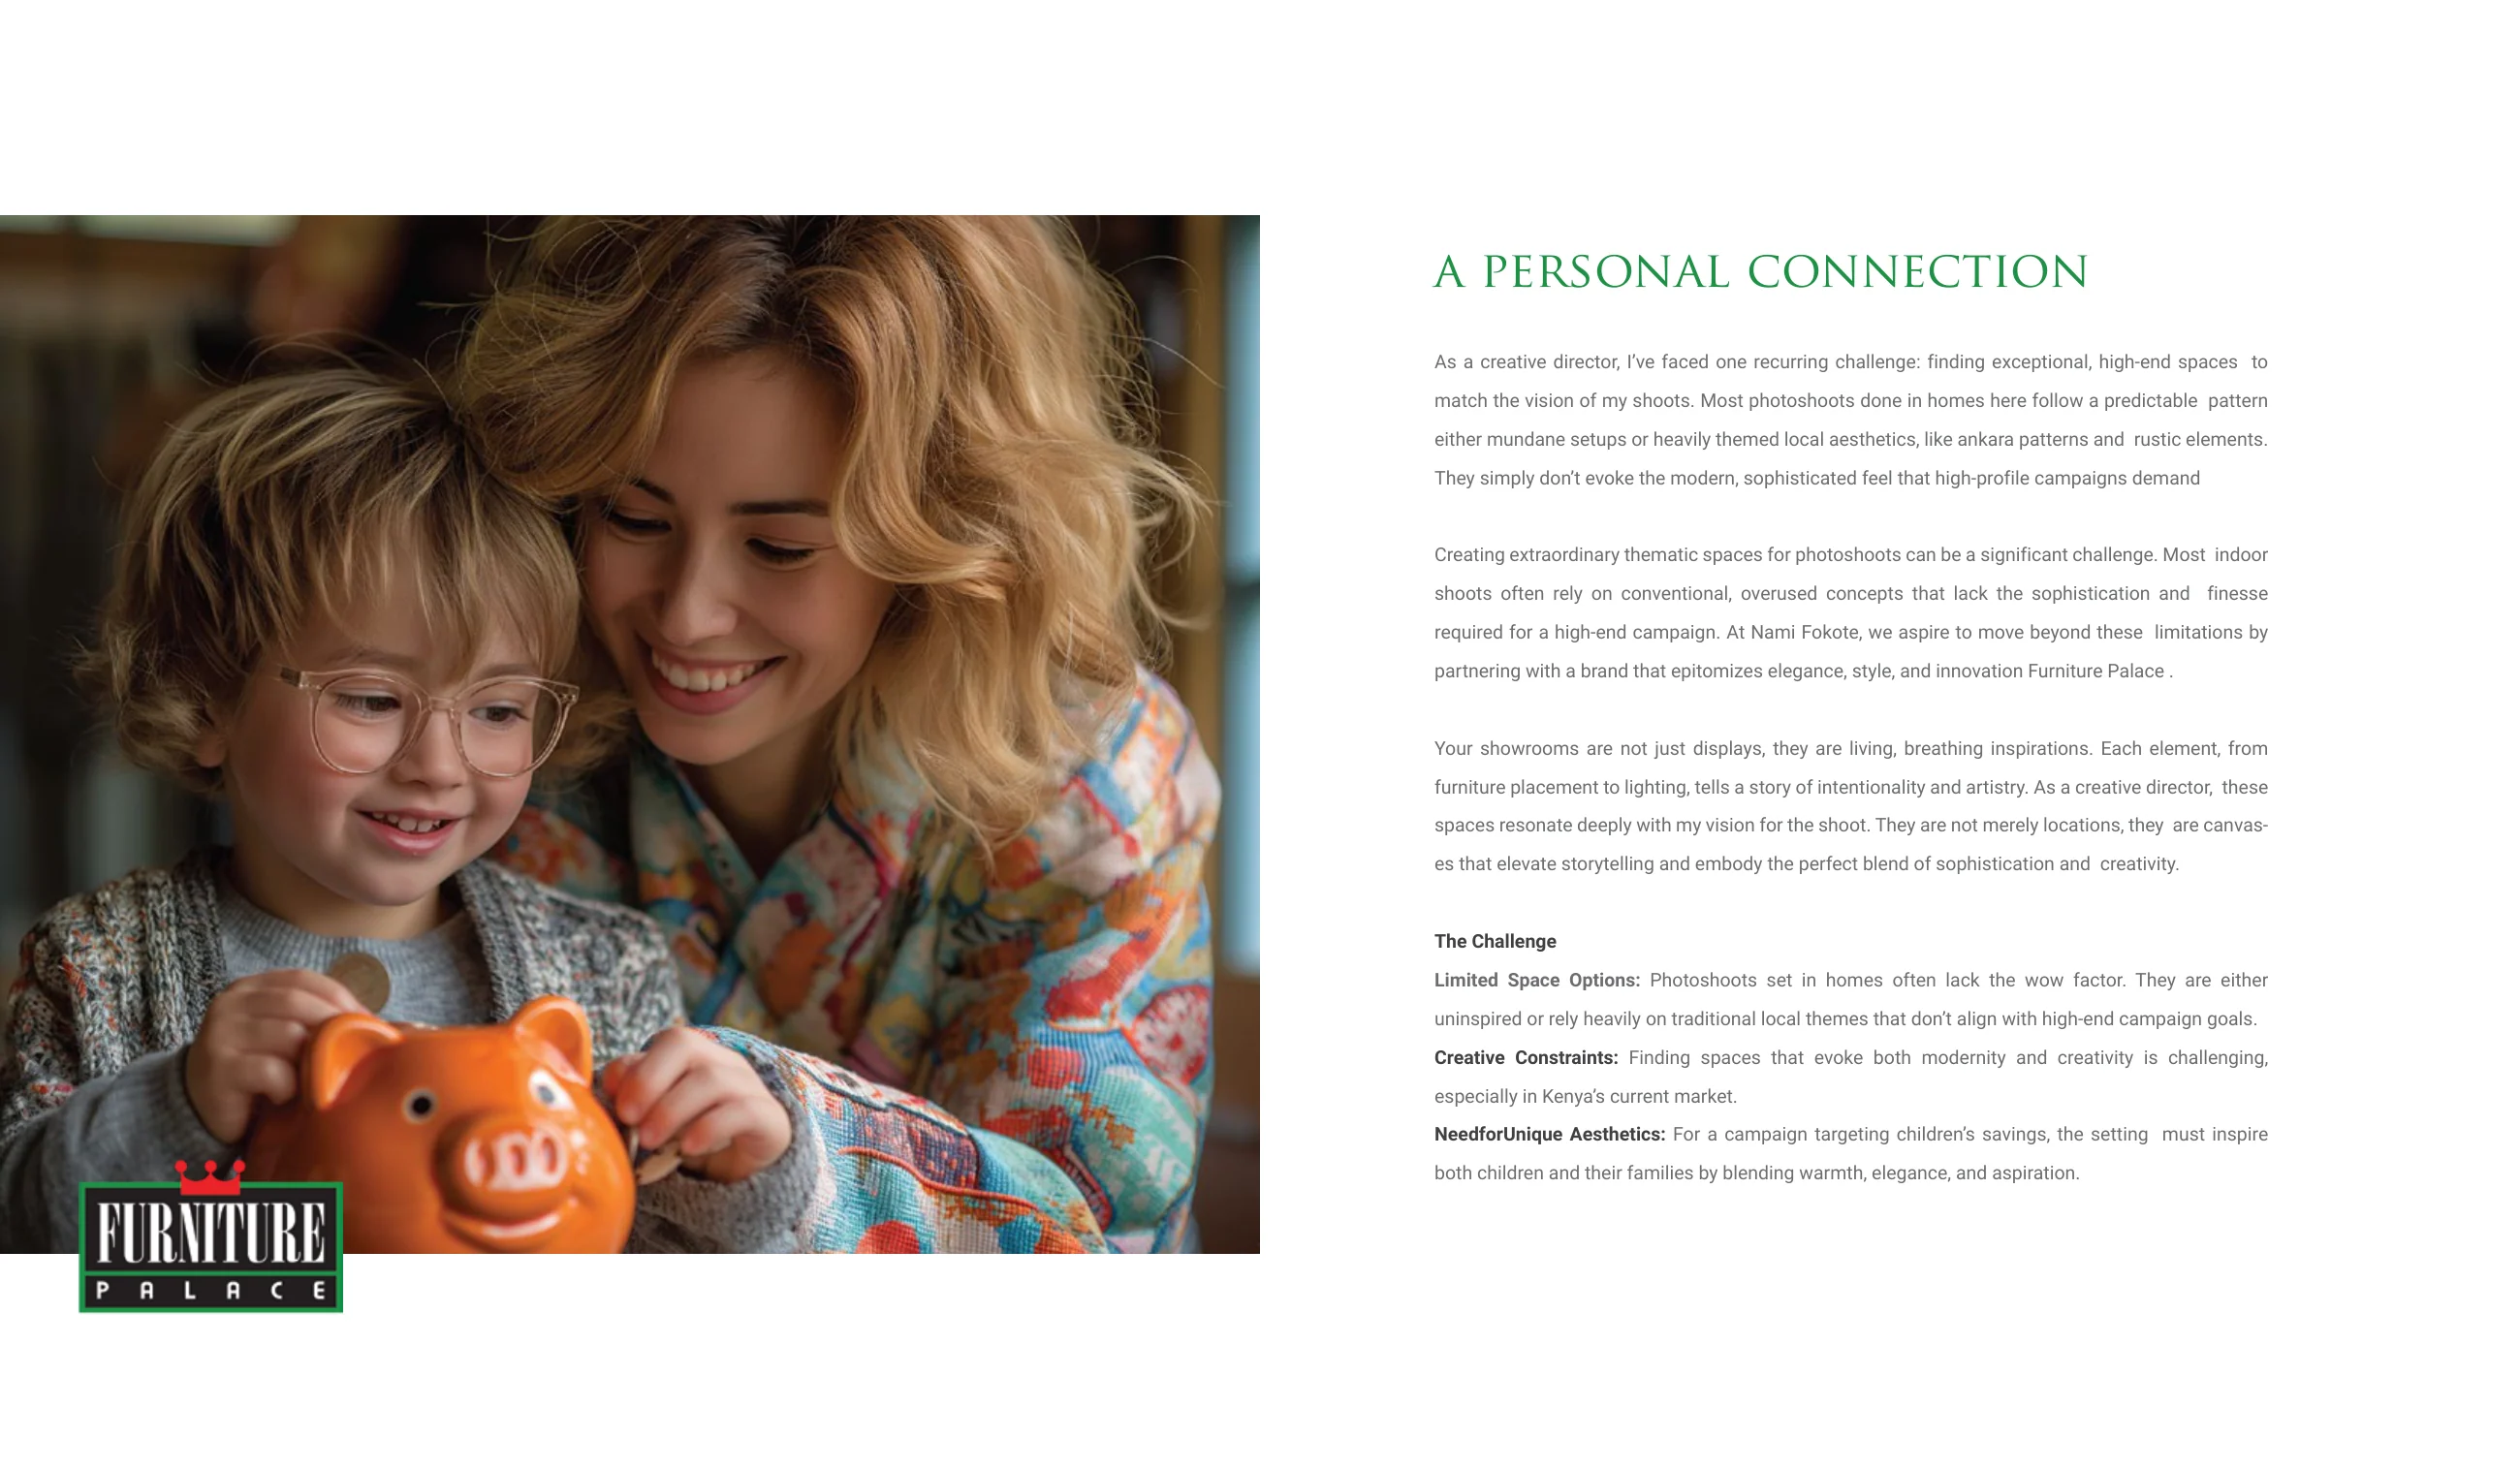 FURNITURE
PALACE
A PERSONAL CONNECTION
As a creative director, I’ve faced one recurring challenge: finding exceptional, high-end spaces to
match the vision of my shoots. Most photoshoots done in homes here follow a predictable pattern
either mundane setups or heavily themed local aesthetics, like ankara patterns and rustic elements.
They simply don’t evoke the modern, sophisticated feel that high-profile campaigns demand
Creating extraordinary thematic spaces for photoshoots can be a significant challenge. Most indoor
shoots often rely on conventional, overused concepts that lack the sophistication and finesse
required for a high-end campaign. At Nami Fokote, we aspire to move beyond these limitations by
partnering with a brand that epitomizes elegance, style, and innovation Furniture Palace .
Your showrooms are not just displays, they are living, breathing inspirations. Each element, from
furniture placement to lighting, tells a story of intentionality and artistry. As a creative director, these
spaces resonate deeply with my vision for the shoot. They are not merely locations, they are canvas-
es that elevate storytelling and embody the perfect blend of sophistication and creativity.
The Challenge
Limited Space Options: Photoshoots set in homes often lack the wow factor. They are either
uninspired or rely heavily on traditional local themes that don’t align with high-end campaign goals.
Creative Constraints: Finding spaces that evoke both modernity and creativity is challenging,
especially in Kenya’s current market.
NeedforUnique Aesthetics: For a campaign targeting children’s savings, the setting must inspire
both children and their families by blending warmth, elegance, and aspiration.